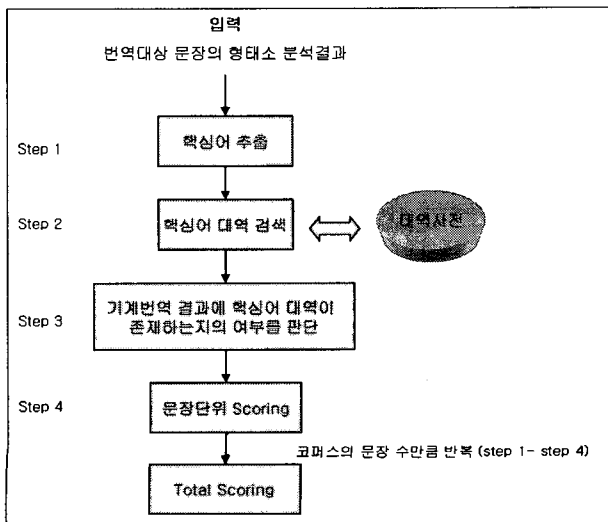 입력
번역대상 문장의 형태소 분석결과
Step 1
핵심어 추출
Step 2
핵심어 대역 검색
대역사전
Step 3
기계번역 결과에 핵심어 대역이
존재하는지의 여부를 판단
Step 4
문장단위 Scoring
코퍼스의 문장 수만큼 반복 (step 1- step 4)
Total Scoring